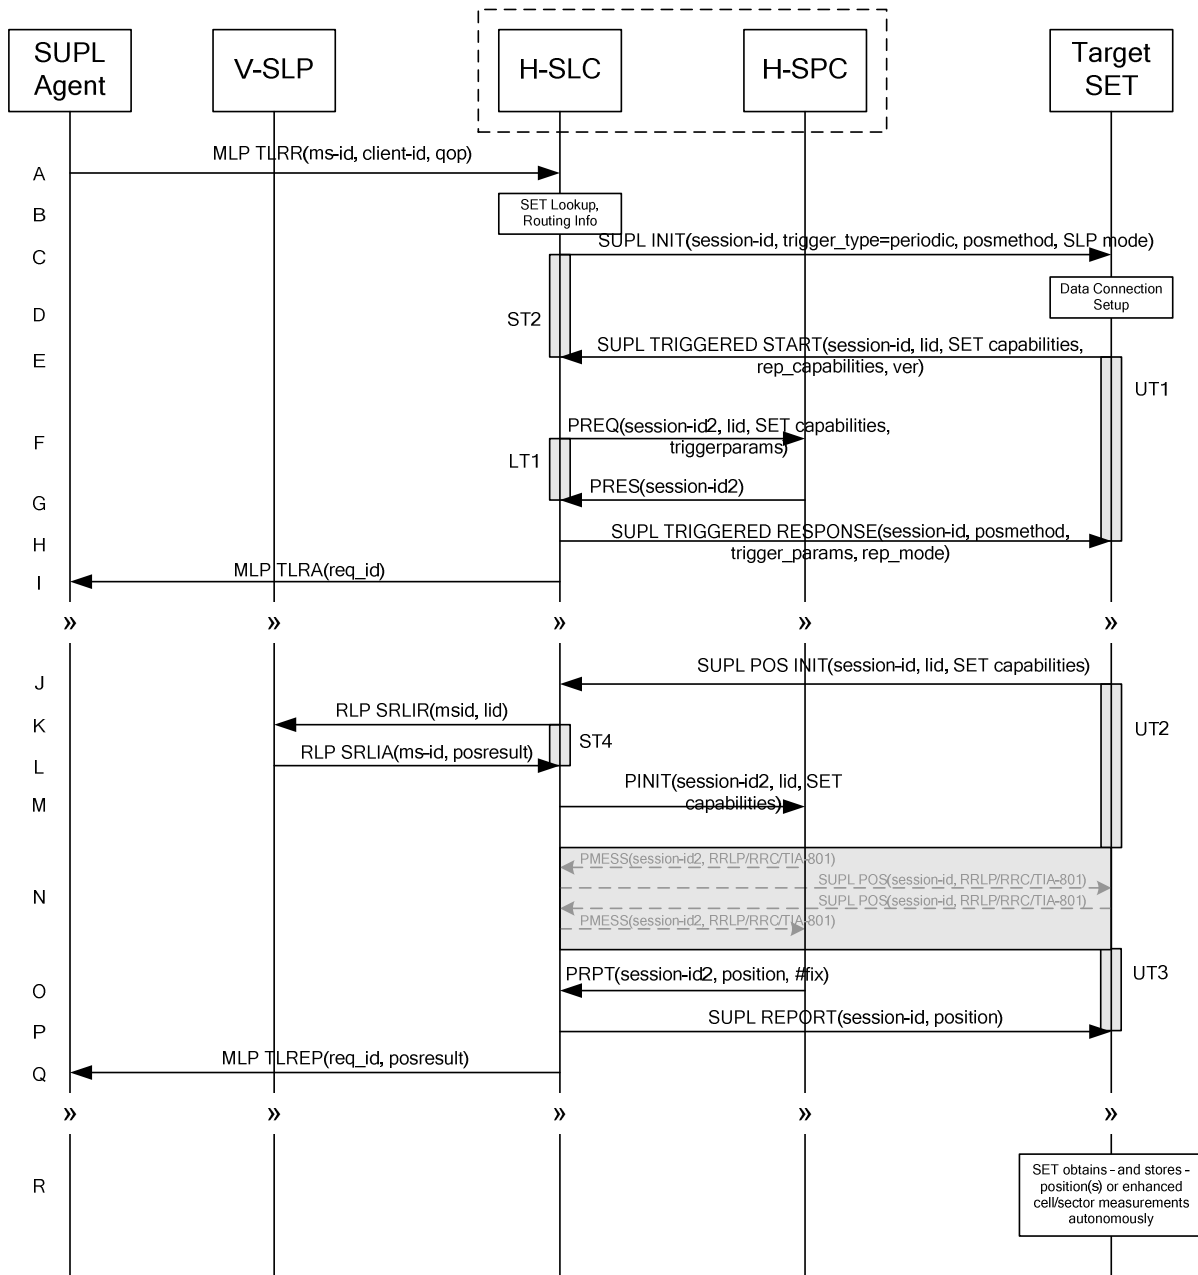 SUPL
Agent
V-SLP
H-SLC
H-SPC
Target
SET
A
MLP TLRR(ms-id, client-id, qop)
B
SET Lookup,
Routing Info
C
SUPL INIT(session-id, trigger_type=periodic, posmethod, SLP mode)
D
ST2
Data Connection
Setup
E
SUPL TRIGGERED START(session-id, lid, SET capabilities,
rep_capabilities, ver)
UT1
F
PREQ(session-id2, lid, SET capabilities,
triggerparams)
LT1
G
PRES(session-id2)
H
SUPL TRIGGERED RESPONSE(session-id, posmethod,
trigger_params, rep_mode)
I
MLP TLRA(req_id)
» » » » »
J
SUPL POS INIT(session-id, lid, SET capabilities)
K
RLP SRLIR(msid, lid)
ST4
UT2
L
RLP SRLIA(ms-id, posresult)
M
PINIT(session-id2, lid, SET
capabilities)
N
PMESS(session-id2, RRLP/RRC/TIA-801)
SUPL POS(session-id, RRLP/RRC/TIA-801)
SUPL POS(session-id, RRLP/RRC/TIA-801)
PMESS(session-id2, RRLP/RRC/TIA-801)
O
PRPT(session-id2, position, #fix)
UT3
P
SUPL REPORT(session-id, position)
Q
MLP TLREP(req_id, posresult)
» » » » »
R
SET obtains - and stores -
position(s) or enhanced
cell/sector measurements
autonomously